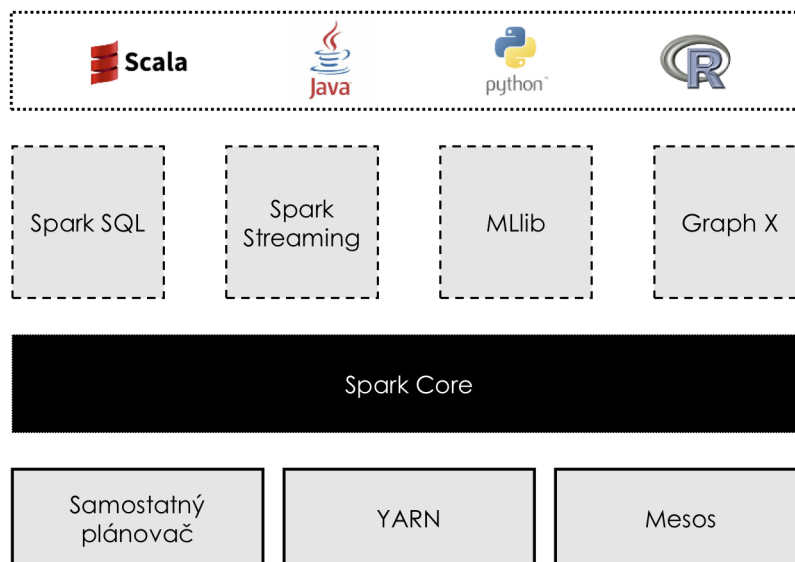 Scala
Java
python
R
Spark SQL
Spark
Streaming
MLlib
Graph X
Spark Core
Samostatný
plánovač
YARN
Mesos